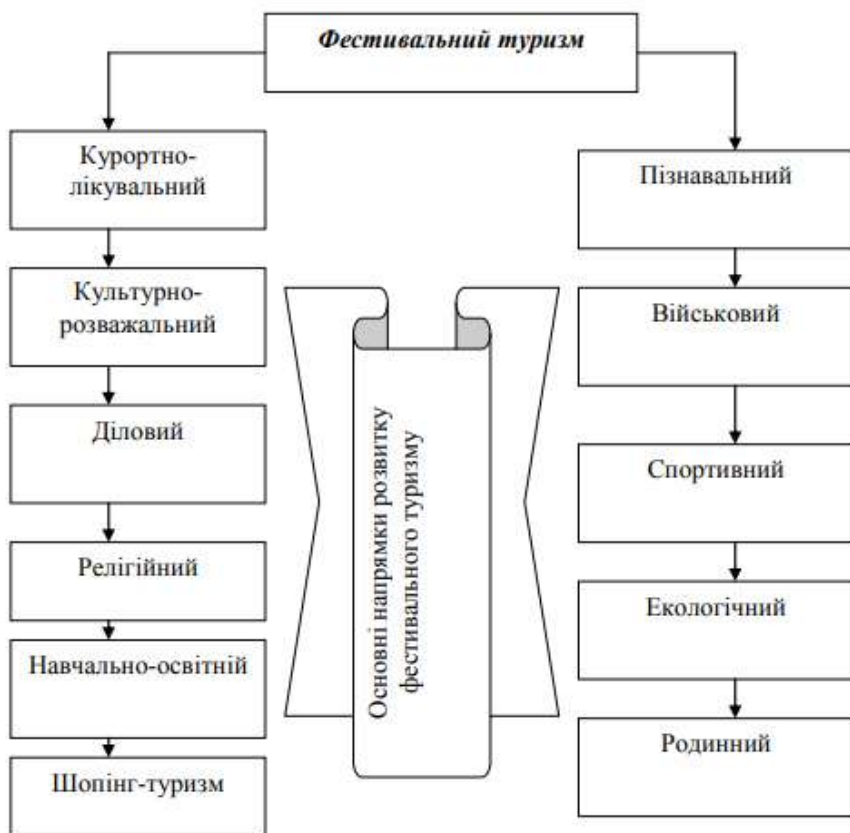 Фестивальний туризм
Курортно-
лікувальний
Культурно-
розважальний
Діловий
Релігійний
Навчально-освітній
Шопінг-туризм
Основні напрямки розвитку
фестивального туризму
Пізнавальний
Військовий
Спортивний
Екологічний
Родинний